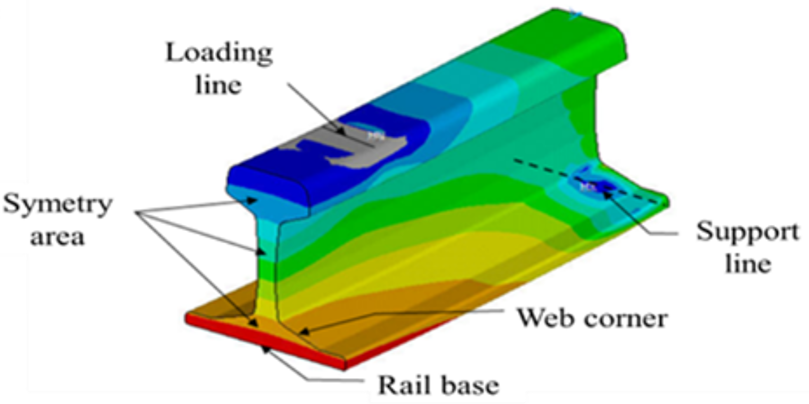 Loading
line
Symetry
area
Support
line
Web corner
Rail base